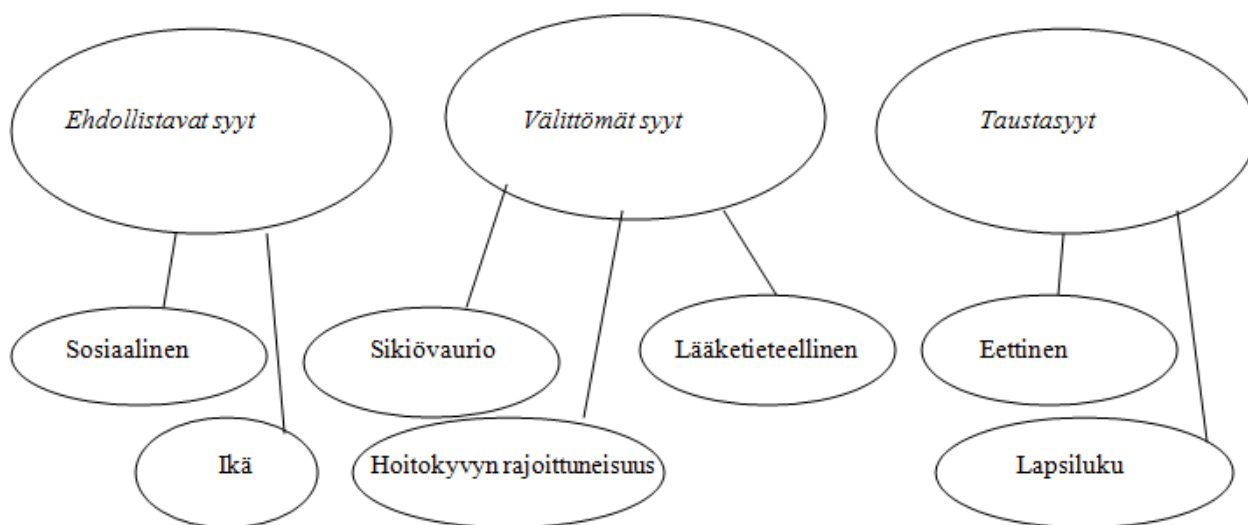 Ehdollistavat syyt
Välittömät syyt
Taustasyyt
Sosiaalinen
Sikiövaurio
Lääketieteellinen
Eettinen
Ikä
Hoitokyvyn rajoittuneisuus
Lapsiluku